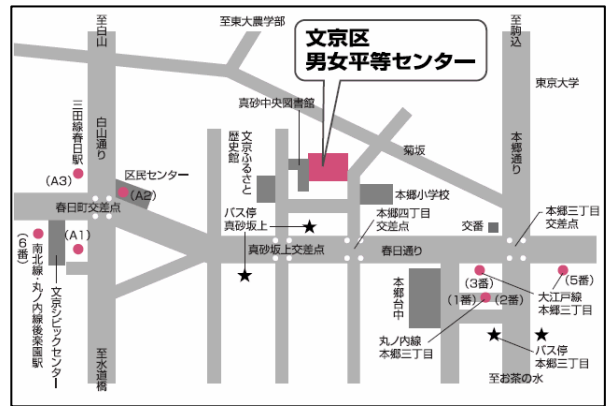 至白山
至東大農学部
文京区
男女平等センター
至駒込
東京大学
真砂中央図書館
菊坂
本郷通り
三田線春日駅
白山通り
文京ふるさと
歴史館
(A3)
区民センター
(A2)
本郷小学校
春日町交差点
バス停
真砂坂上
本郷四丁目
交差点
交番
本郷三丁目
交差点
(A1)
(6番)
南北線・丸ノ内線後楽園駅
文京シビックセンター
真砂坂上交差点
春日通り
本郷台中
(3番)
(5番)
(1番)
(2番)
大江戸線
本郷三丁目
丸ノ内線
本郷三丁目
バス停
本郷三丁目
至水道橋
至お茶の水